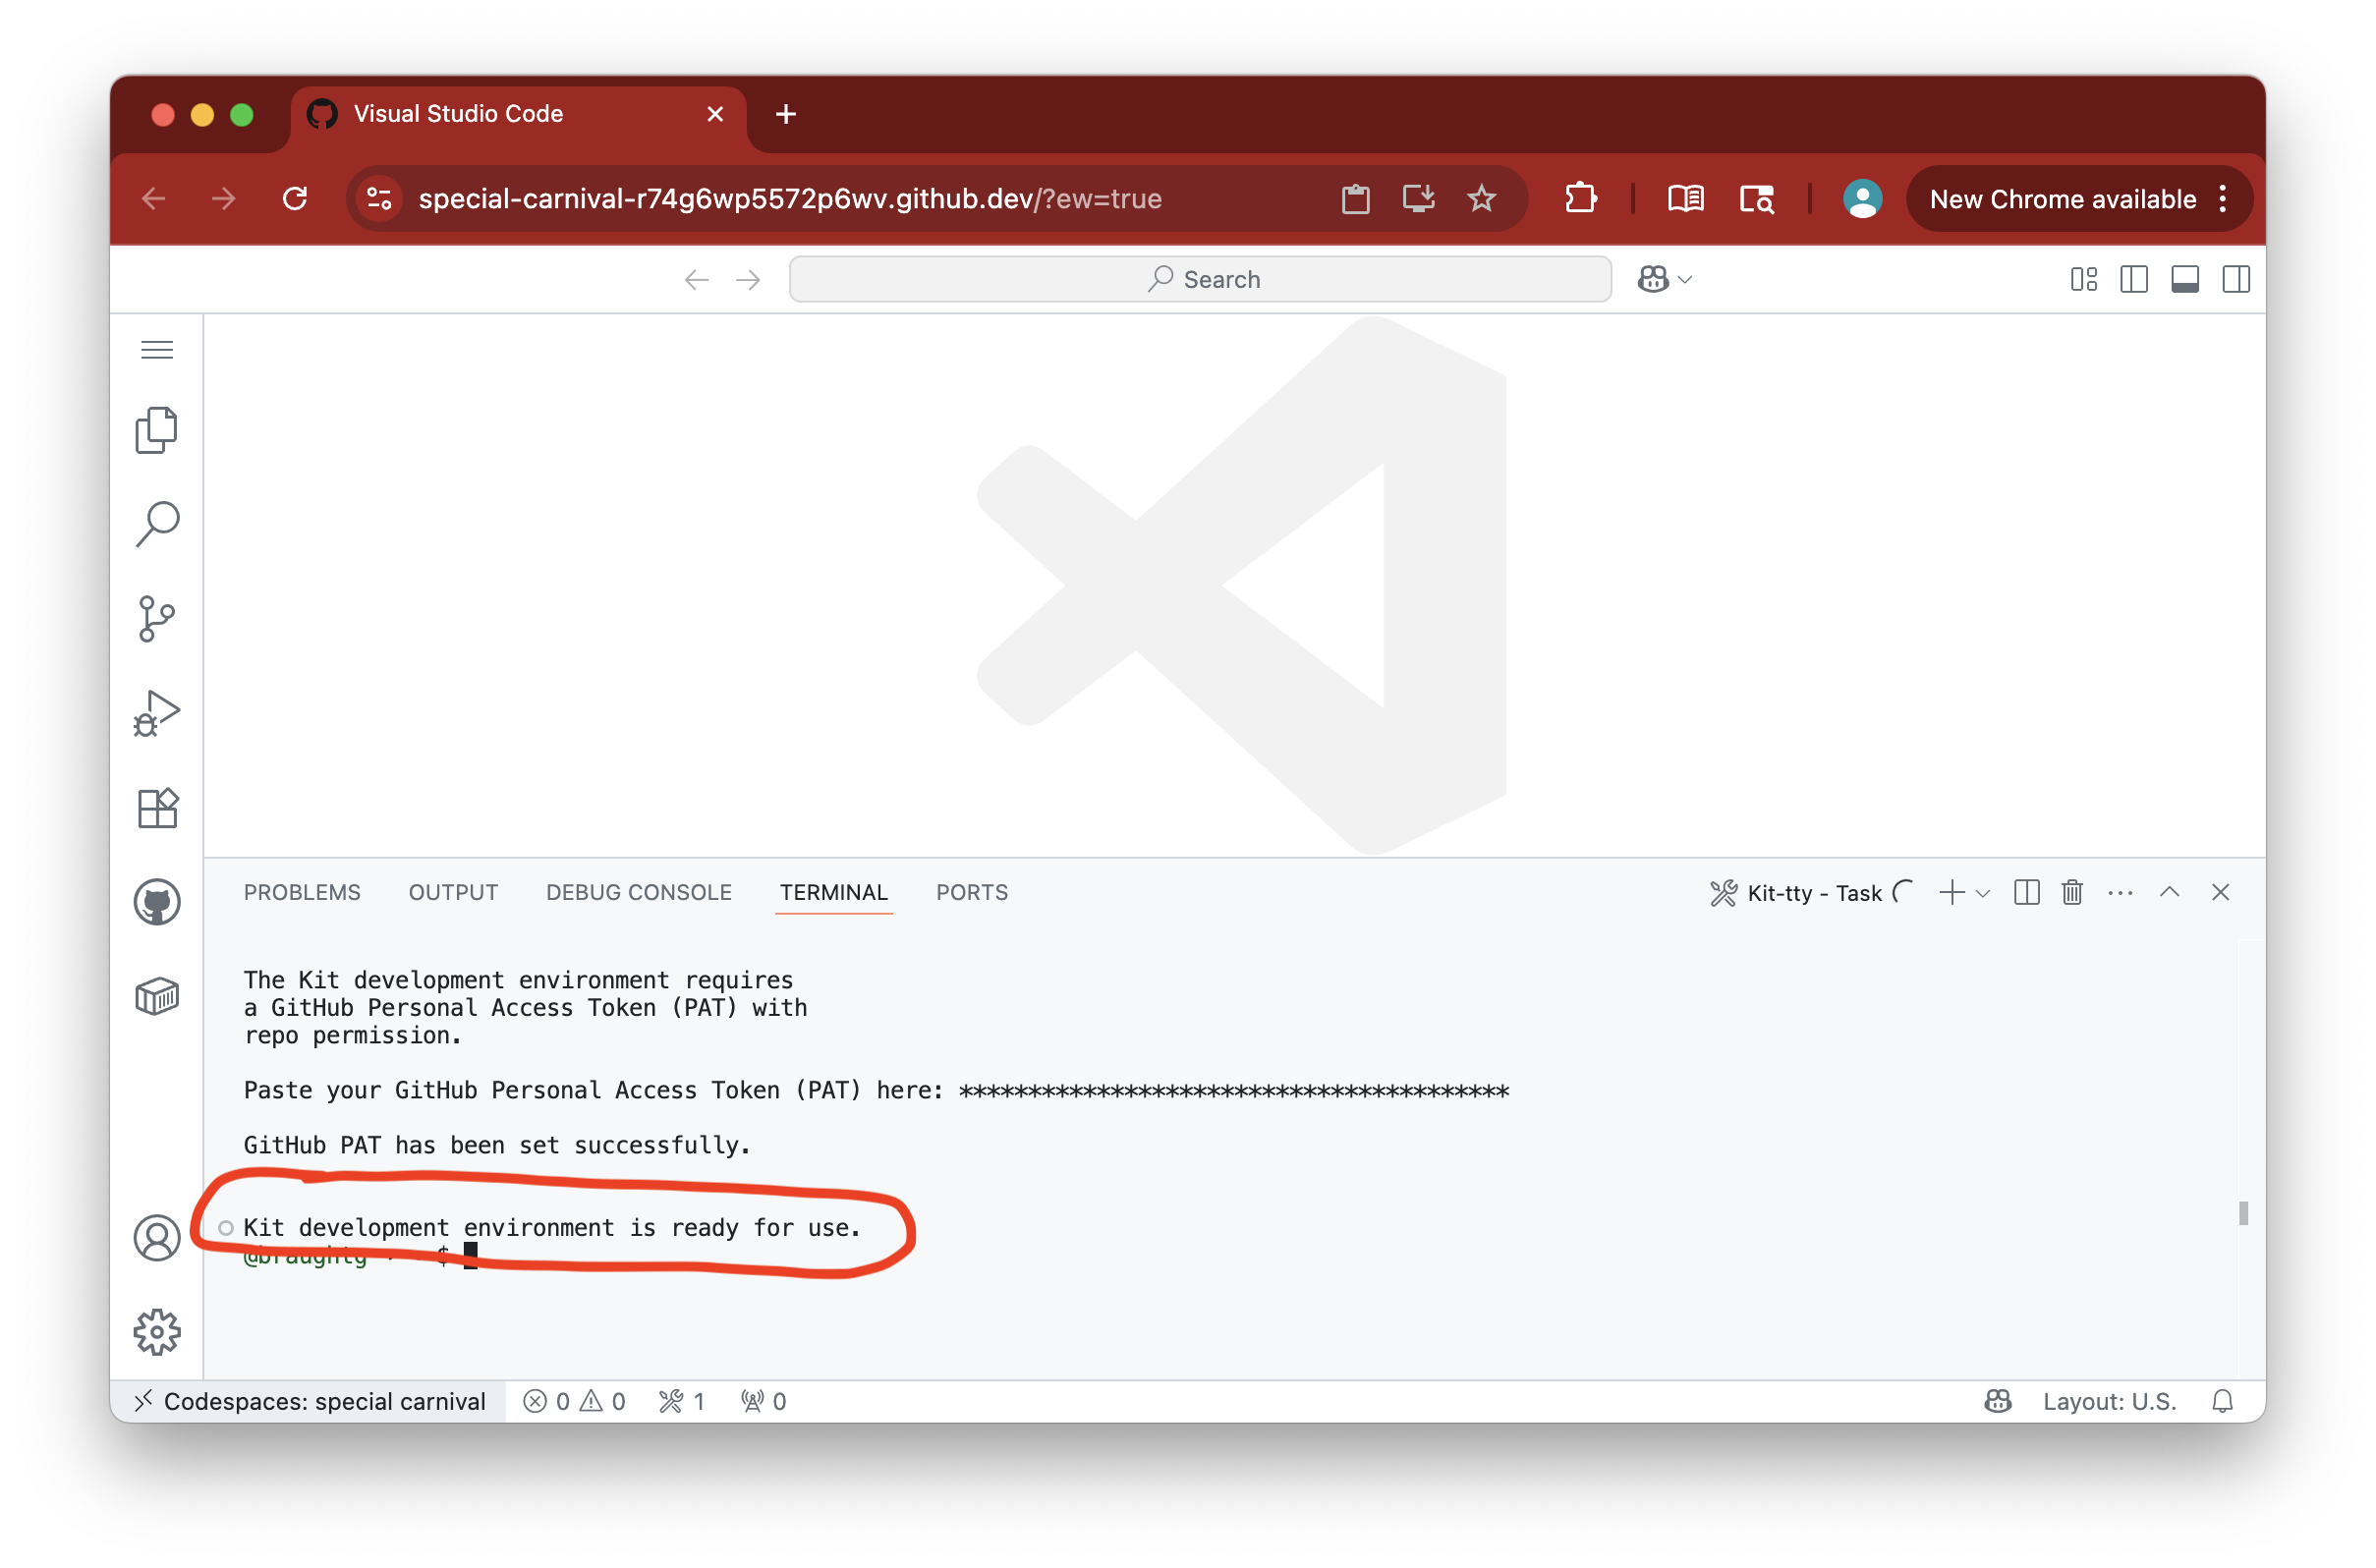 Visual Studio Code
special-carnival-r74g6wp5572p6wv.github.dev/?ew=true
New Chrome available
Search
PROBLEMS OUTPUT DEBUG CONSOLE TERMINAL PORTS
Kit-tty - Task
The Kit development environment requires
a GitHub Personal Access Token (PAT) with
repo permission.
Paste your GitHub Personal Access Token (PAT) here: ****************************************
GitHub PAT has been set successfully.
Kit development environment is ready for use.
@braughtg $
Codespaces: special carnival 0 0 1 0
Layout: U.S.